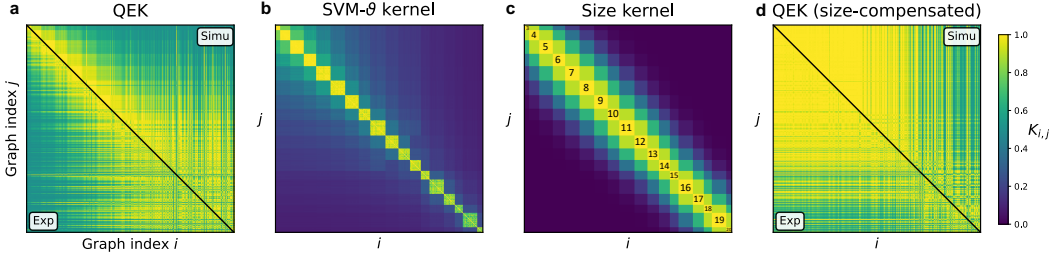 a QEK
Simu
Exp
Graph index j
Graph index i
b SVM-ϑ kernel
j
i
c Size kernel
4
5
6
7
8
9
10
11
12
13
14
15
16
17
18
19
j
i
d QEK (size-compensated)
Simu
Exp
j
i
1.0
0.8
0.6
0.4
0.2
0.0
K_{i,j}